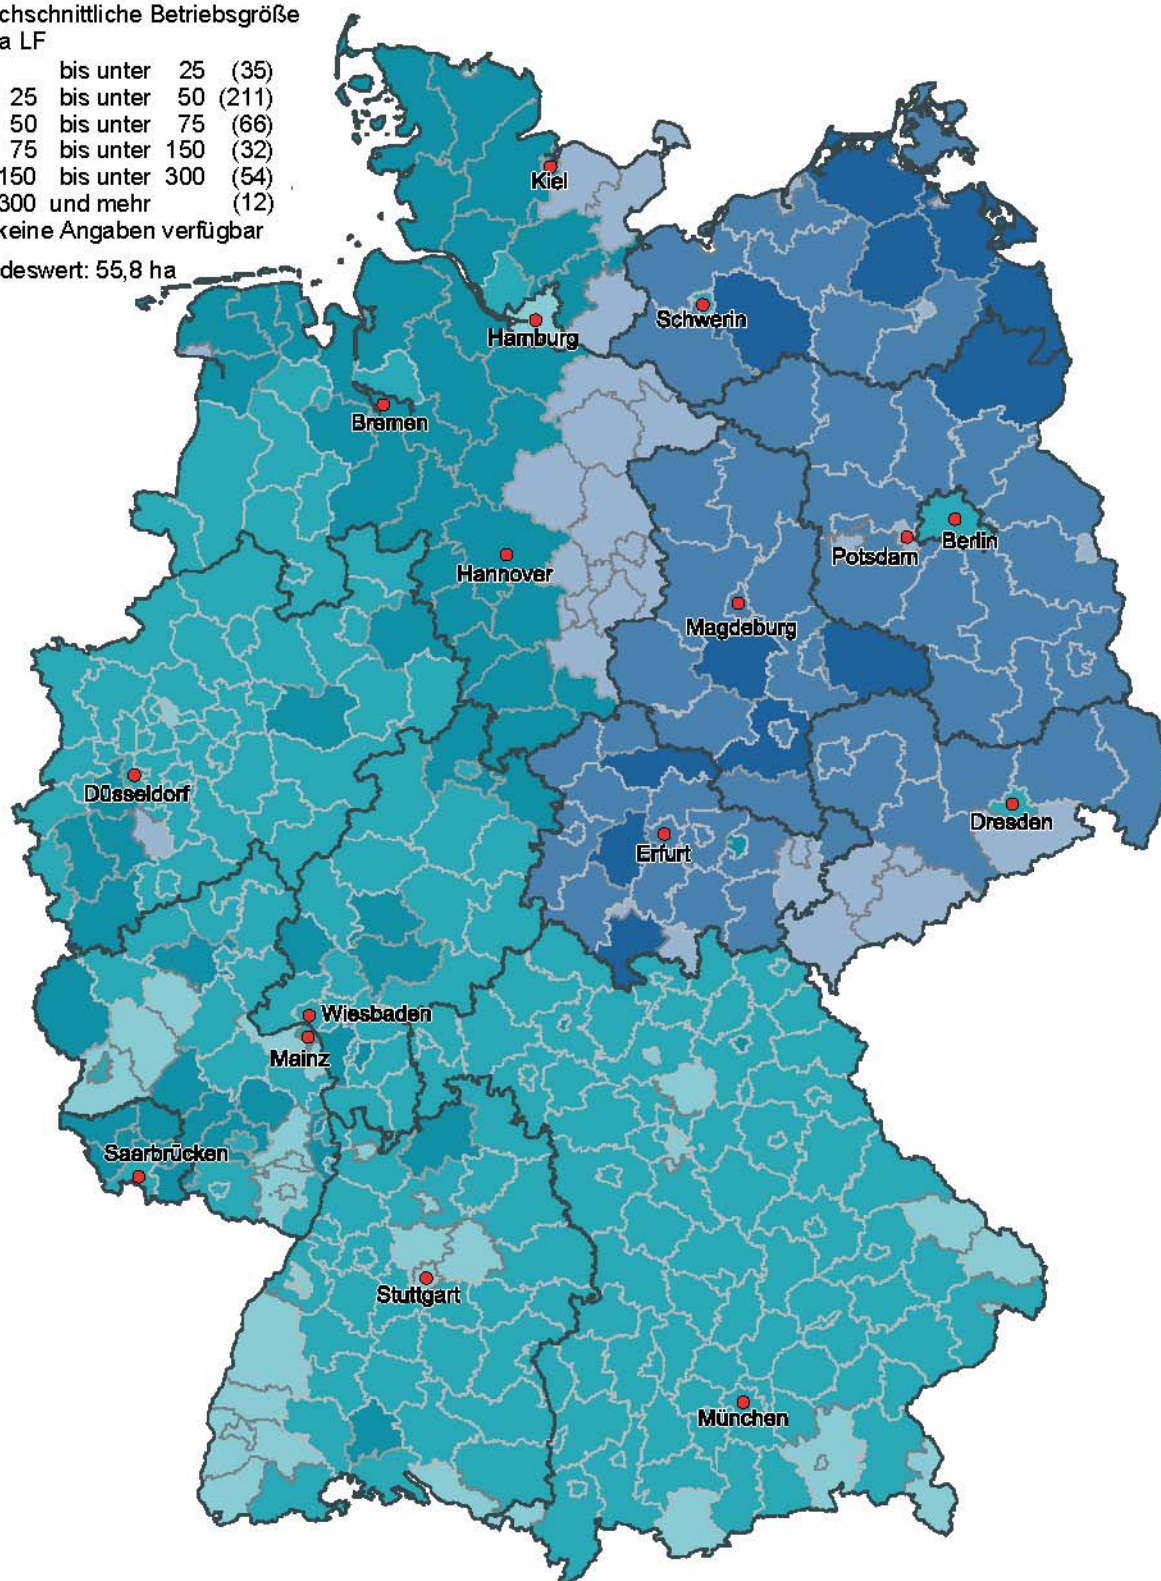 chschnittliche Betriebsgröße
a LF
bis unter 25 (35)
25 bis unter 50 (211)
50 bis unter 75 (66)
75 bis unter 150 (32)
150 bis unter 300 (54)
300 und mehr (12)
keine Angaben verfügbar
deswert: 55,8 ha
Kiel
Schwerin
Hamburg
Bremen
Berlin
Potsdam
Hannover
Magdeburg
Düsseldorf
Dresden
Erfurt
Wiesbaden
Mainz
Saarbrücken
Stuttgart
München